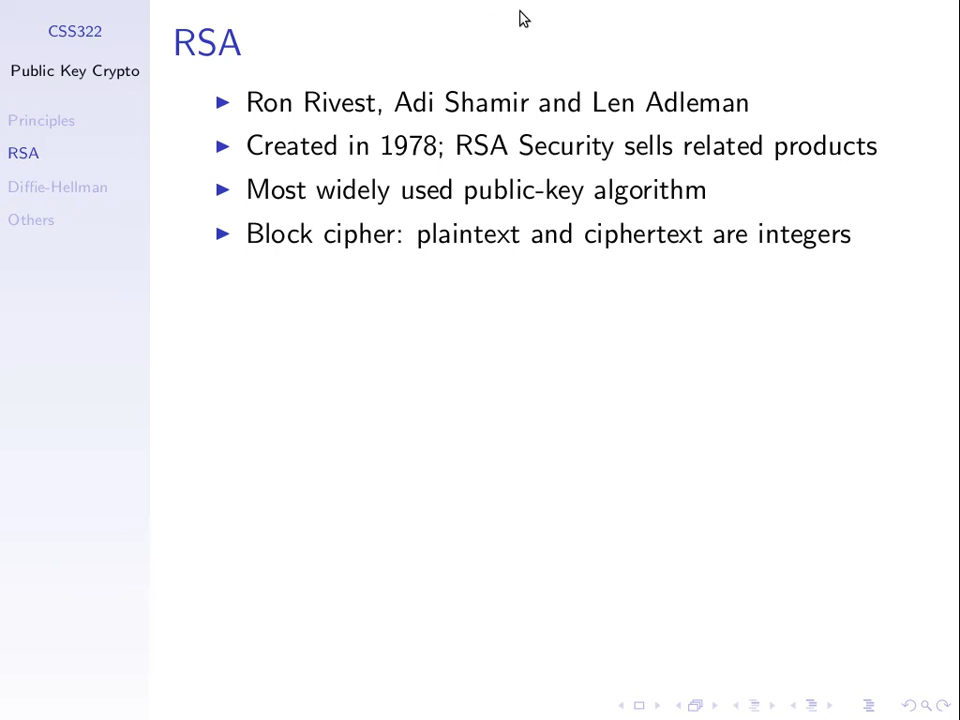 CSS322
Public Key Crypto
Principles
RSA
Diffie-Hellman
Others
RSA
Ron Rivest, Adi Shamir and Len Adleman
Created in 1978; RSA Security sells related products
Most widely used public-key algorithm
Block cipher: plaintext and ciphertext are integers